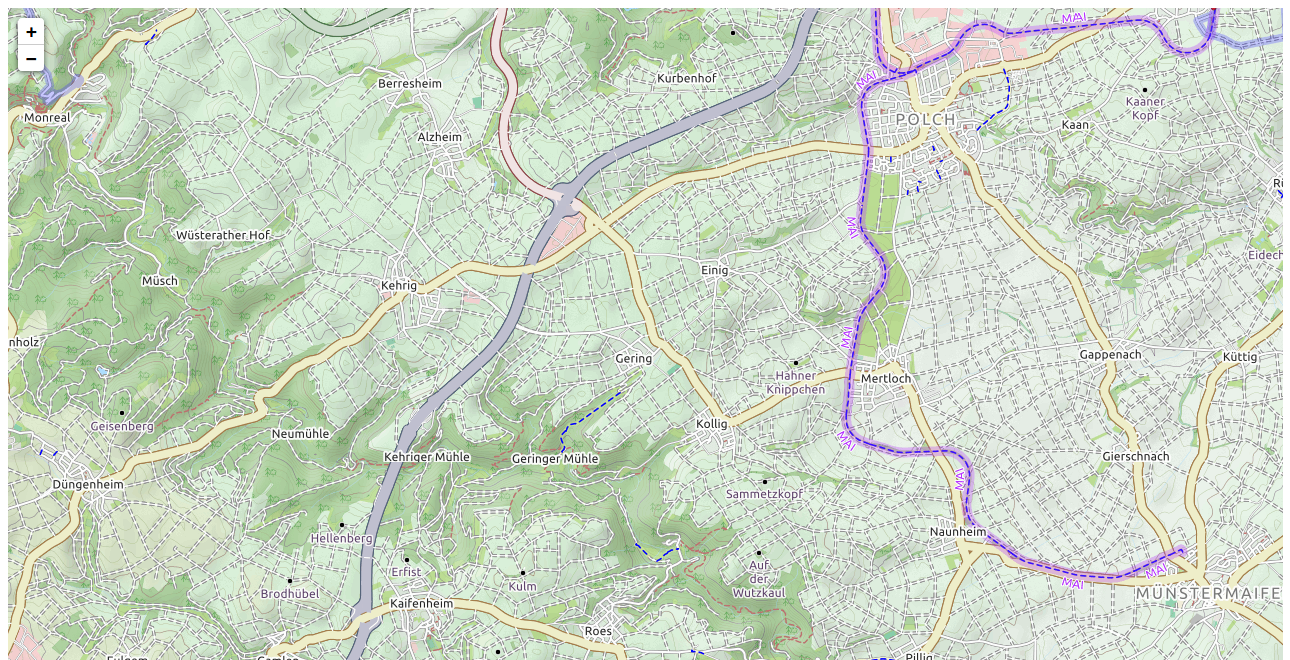 +
MAI
Kurbenhof
Berresheim
MAI
−
Kaaner
Kopf
Monreal
POLCH
Kaan
Alzheim
Wüsterather Hof
MAI
Einig
Müsch
Kehrig
MAI
nholz
Gering
Gappenach
Küttig
Hahner
Knippchen
Mertloch
Geisenberg
Kollig
Neumühle
MAI
Kehriger Mühle
Geringer Mühle
Gierschnach
MAI
Düngenheim
Sammetzkopf
Naunheim
Hellenberg
Erfist
Auf
der
Wutzkaul
Kulm
MAI
MAI
Brodhübel
Kaifenheim
MÜNSTERMAIFE
Roes
Pillig
Eidech